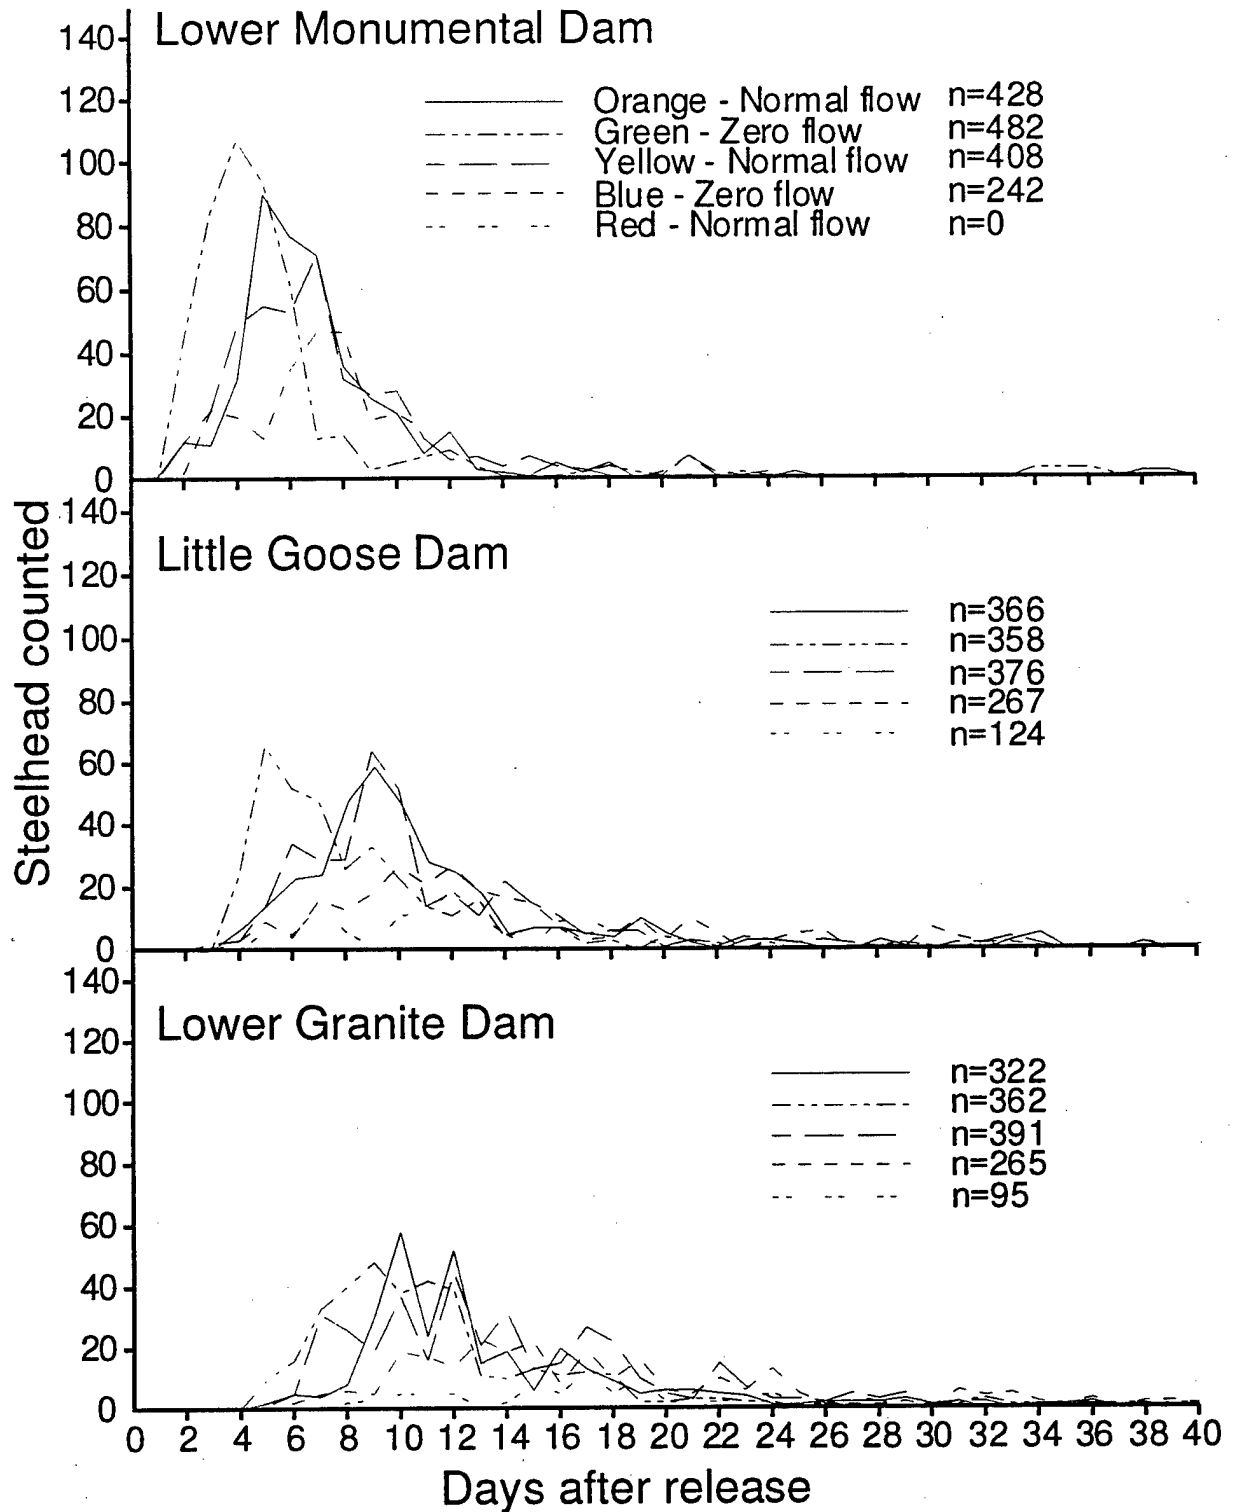 Lower Monumental Dam
140
120
100
80
60
40
20
0
Orange - Normal flow n=428
Green - Zero flow n=482
Yellow - Normal flow n=408
Blue - Zero flow n=242
Red - Normal flow n=0
Steelhead counted
Little Goose Dam
140
120
100
80
60
40
20
0
n=366
n=358
n=376
n=267
n=124
Lower Granite Dam
140
120
100
80
60
40
20
0
n=322
n=362
n=391
n=265
n=95
0 2 4 6 8 10 12 14 16 18 20 22 24 26 28 30 32 34 36 38 40
Days after release